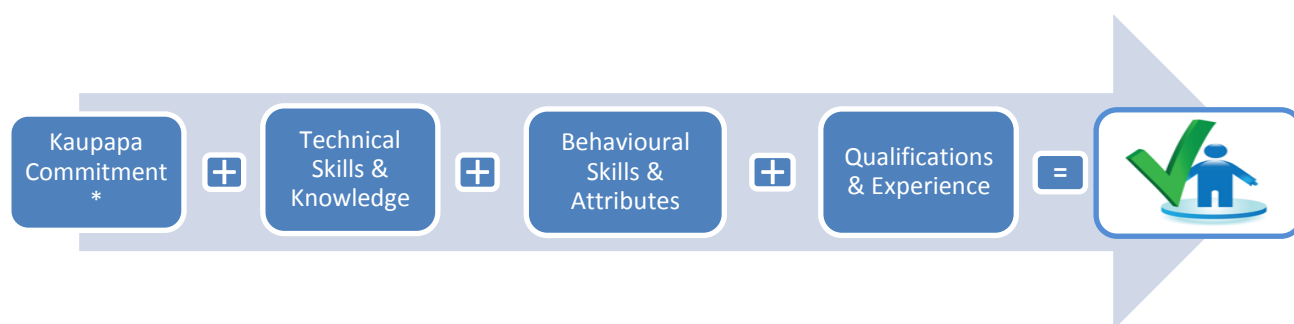 Kaupapa
Commitment
*
+
Technical
Skills &
Knowledge
+
Behavioural
Skills &
Attributes
+
Qualifications
& Experience
=